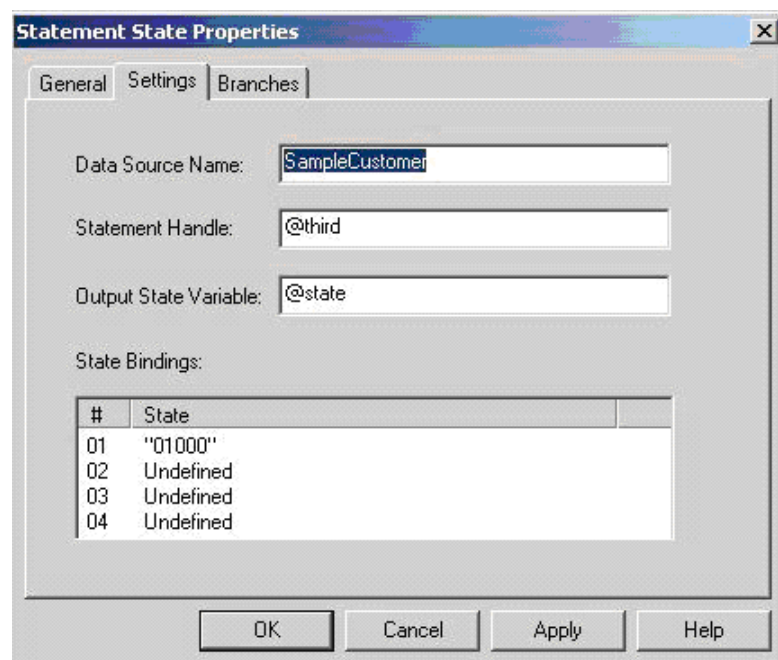 Statement State Properties
General Settings Branches
Data Source Name: SampleCustomer
Statement Handle: @third
Output State Variable: @state
State Bindings:
# State
01 "01000"
02 Undefined
03 Undefined
04 Undefined
OK Cancel Apply Help